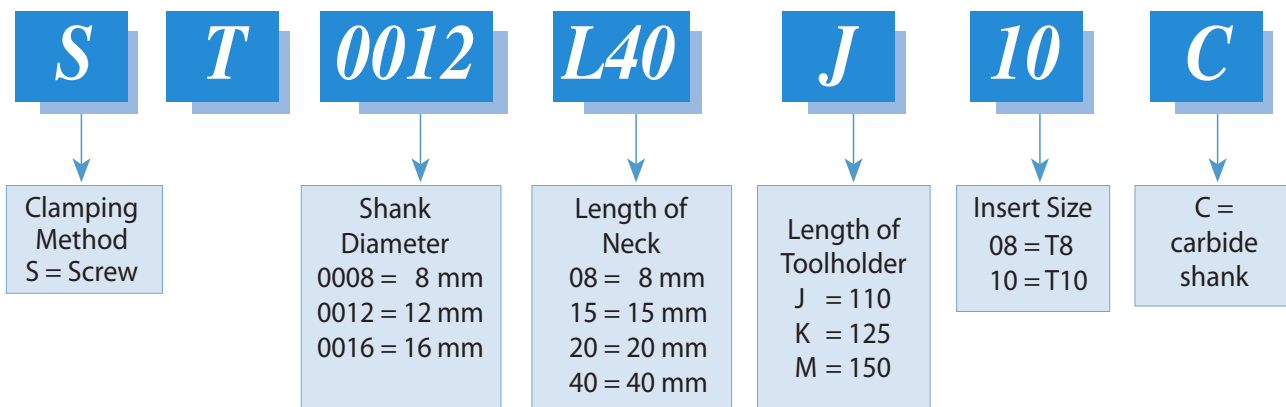 S T 0012 L40 J 10 C
Clamping
Method
S = Screw
Shank
Diameter
0008 = 8 mm
0012 = 12 mm
0016 = 16 mm
Length of
Neck
08 = 8 mm
15 = 15 mm
20 = 20 mm
40 = 40 mm
Length of
Toolholder
J = 110
K = 125
M = 150
Insert Size
08 = T8
10 = T10
C =
carbide
shank